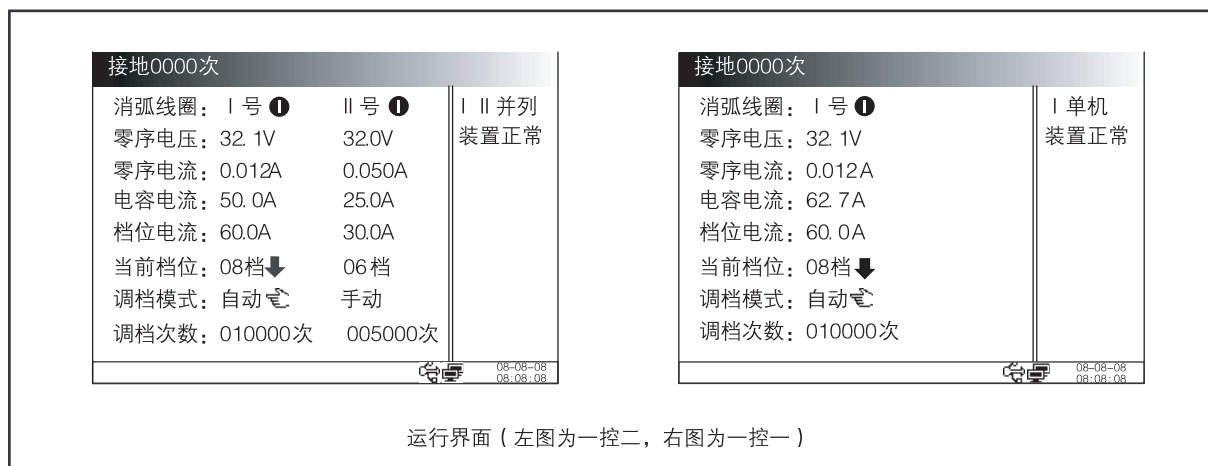 接地0000次
消弧线圈：Ⅰ号 Ⅱ号
零序电压：32.1V 32.0V
零序电流：0.012A 0.050A
电容电流：50.0A 25.0A
档位电流：60.0A 30.0A
当前档位：08档 06档
调档模式：自动 手动
调档次数：010000次 005000次
Ⅰ Ⅱ并列
装置正常
08-08-08
08:08:08
接地0000次
消弧线圈：Ⅰ号
零序电压：32.1V
零序电流：0.012A
电容电流：62.7A
档位电流：60.0A
当前档位：08档
调档模式：自动
调档次数：010000次
Ⅰ单机
装置正常
08-08-08
08:08:08
运行界面（左图为一控二，右图为一控一）